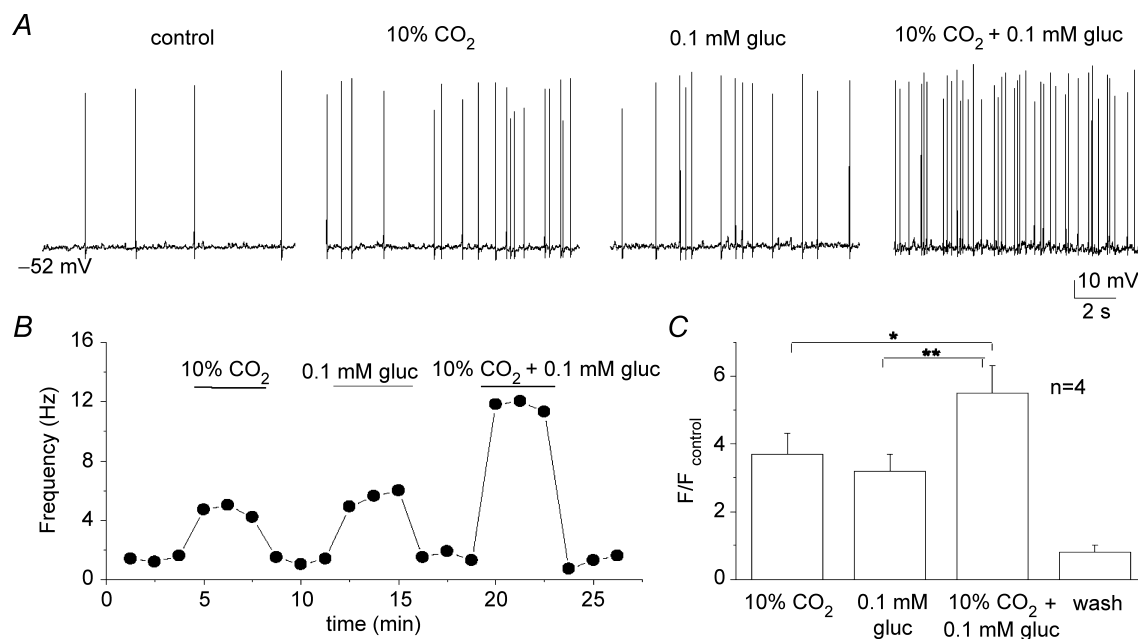 A
control
10% CO2
0.1 mM gluc
10% CO2 + 0.1 mM gluc
–52 mV
10 mV
2 s
B
16
12
8
4
0
Frequency (Hz)
10% CO2
0.1 mM gluc
10% CO2 + 0.1 mM gluc
0 5 10 15 20 25
time (min)
C
6
4
2
0
F/F control
*
**
n=4
10% CO2
0.1 mM
gluc
10% CO2 +
0.1 mM gluc
wash